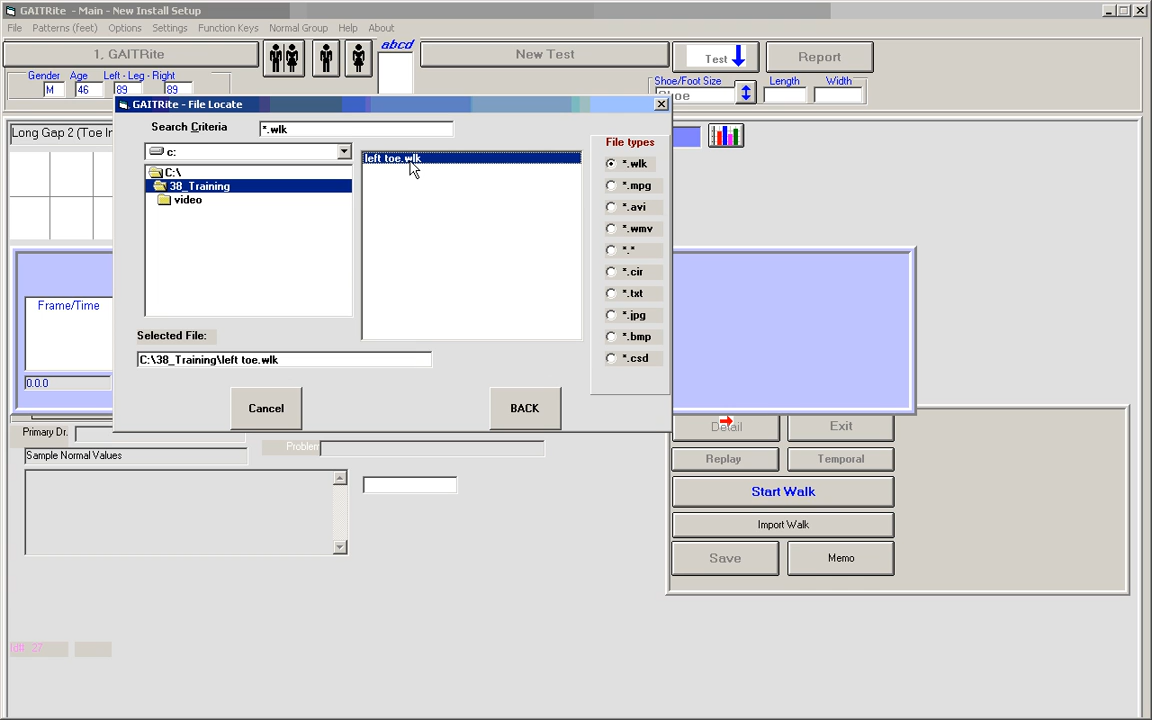 GAITRite - Main - New Install Setup
File Patterns (feet) Options Settings Function Keys Normal Group Help About
1, GAITRite
abcd
New Test
Test
Report
Gender Age Left - Leg - Right
M 46 89 89
Shoe/Foot Size Length Width
Shoe
GAITRite - File Locate
Long Gap 2 (Toe In
Search Criteria *.wlk
File types
c:
C:\
38_Training
video
left toe.wlk
*.wlk
*.mpg
*.avi
*.wmv
*.*
*.cir
*.txt
*.jpg
*.bmp
*.csd
Frame/Time
0.0.0
Selected File:
C:\38_Training\left toe.wlk
Cancel
BACK
Primary Dr.
Problem
Sample Normal Values
Detail
Exit
Replay
Temporal
Start Walk
Import Walk
Save
Memo
Id#: 27